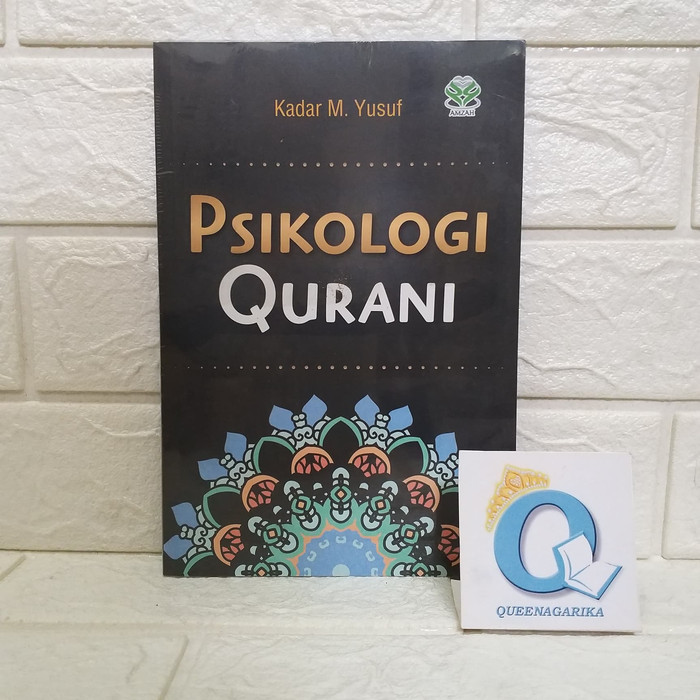 Kadar M. Yusuf
AMZAH
PSIKOLOGI
QURANI
Q
QUEENAGARIKA